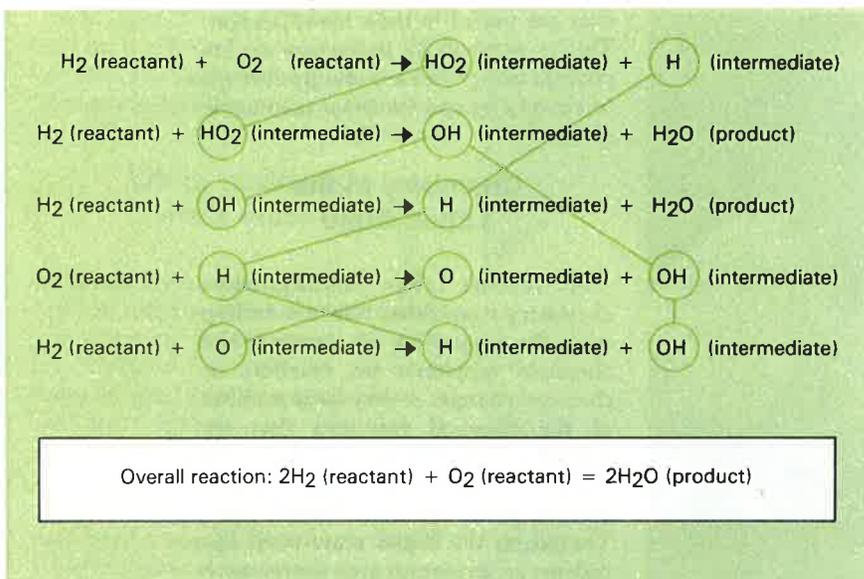 H2 (reactant) + O2 (reactant) → HO2 (intermediate) + H (intermediate)
H2 (reactant) + HO2 (intermediate) → OH (intermediate) + H2O (product)
H2 (reactant) + OH (intermediate) → H (intermediate) + H2O (product)
O2 (reactant) + H (intermediate) → O (intermediate) + OH (intermediate)
H2 (reactant) + O (intermediate) → H (intermediate) + OH (intermediate)
Overall reaction: 2H2 (reactant) + O2 (reactant) = 2H2O (product)